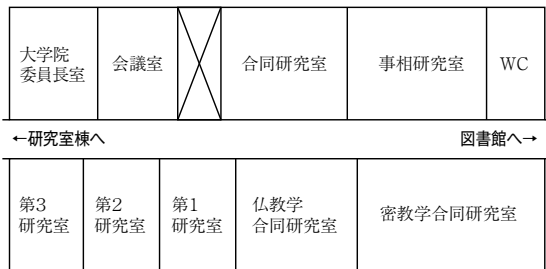 大学院
委員長室
会議室
合同研究室
事相研究室
WC
←研究室棟へ
図書館へ→
第3
研究室
第2
研究室
第1
研究室
仏教学
合同研究室
密教学合同研究室